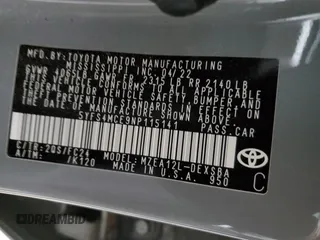 MFD. BY: TOYOTA MOTOR MANUFACTURING
MISSISSIPPI, INC. 04/22
GVWR 4065LB GAWR FR 2315 LB RR 2140 LB
THIS VEHICLE CONFORMS TO ALL APPLICABLE
FEDERAL MOTOR VEHICLE SAFETY, BUMPER, AND
THEFT PREVENTION STANDARDS IN EFFECT ON
THE DATE OF MANUFACTURE SHOWN ABOVE.
5YFS4MCE9NP115141 PASS. CAR
C/TR: 2QS/FC24
A/TM: /K120
MODEL: MZEA12L-DEXSBA
MADE IN U.S.A. 950
TOYOTA
C
DREAMBID